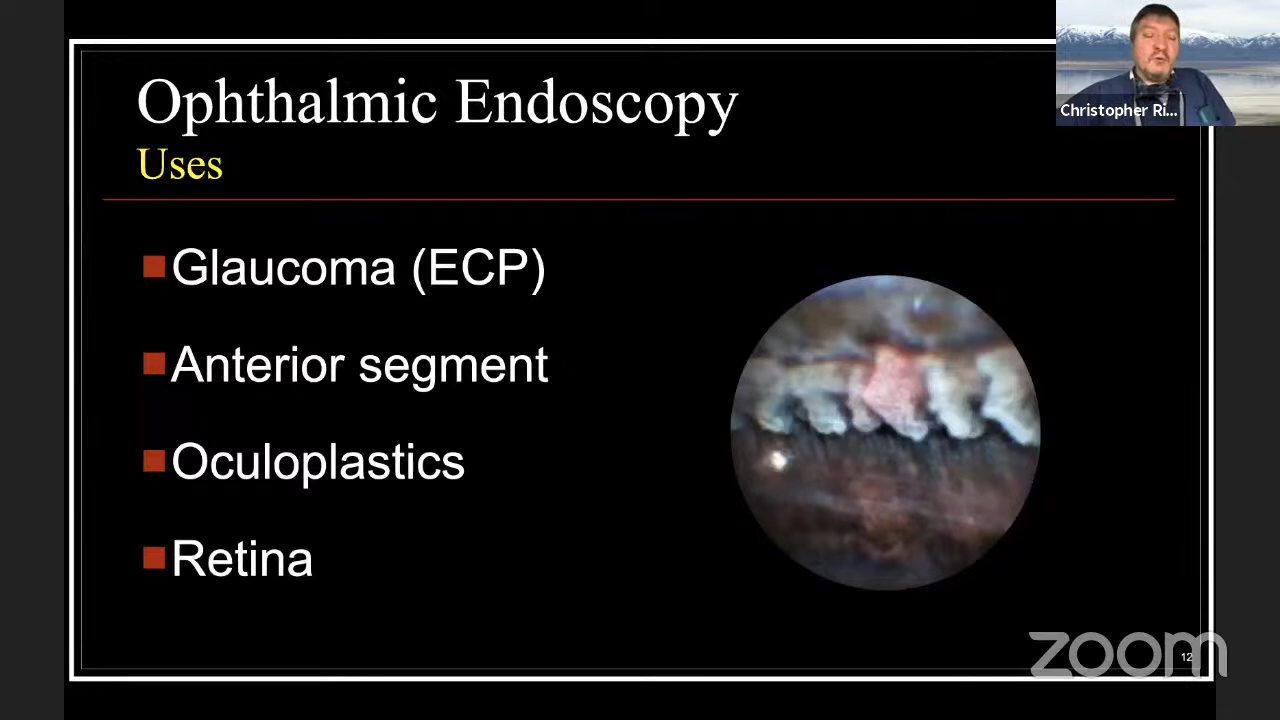 Ophthalmic Endoscopy
Uses
Glaucoma (ECP)
Anterior segment
Oculoplastics
Retina
Christopher Ri...
zoom
12